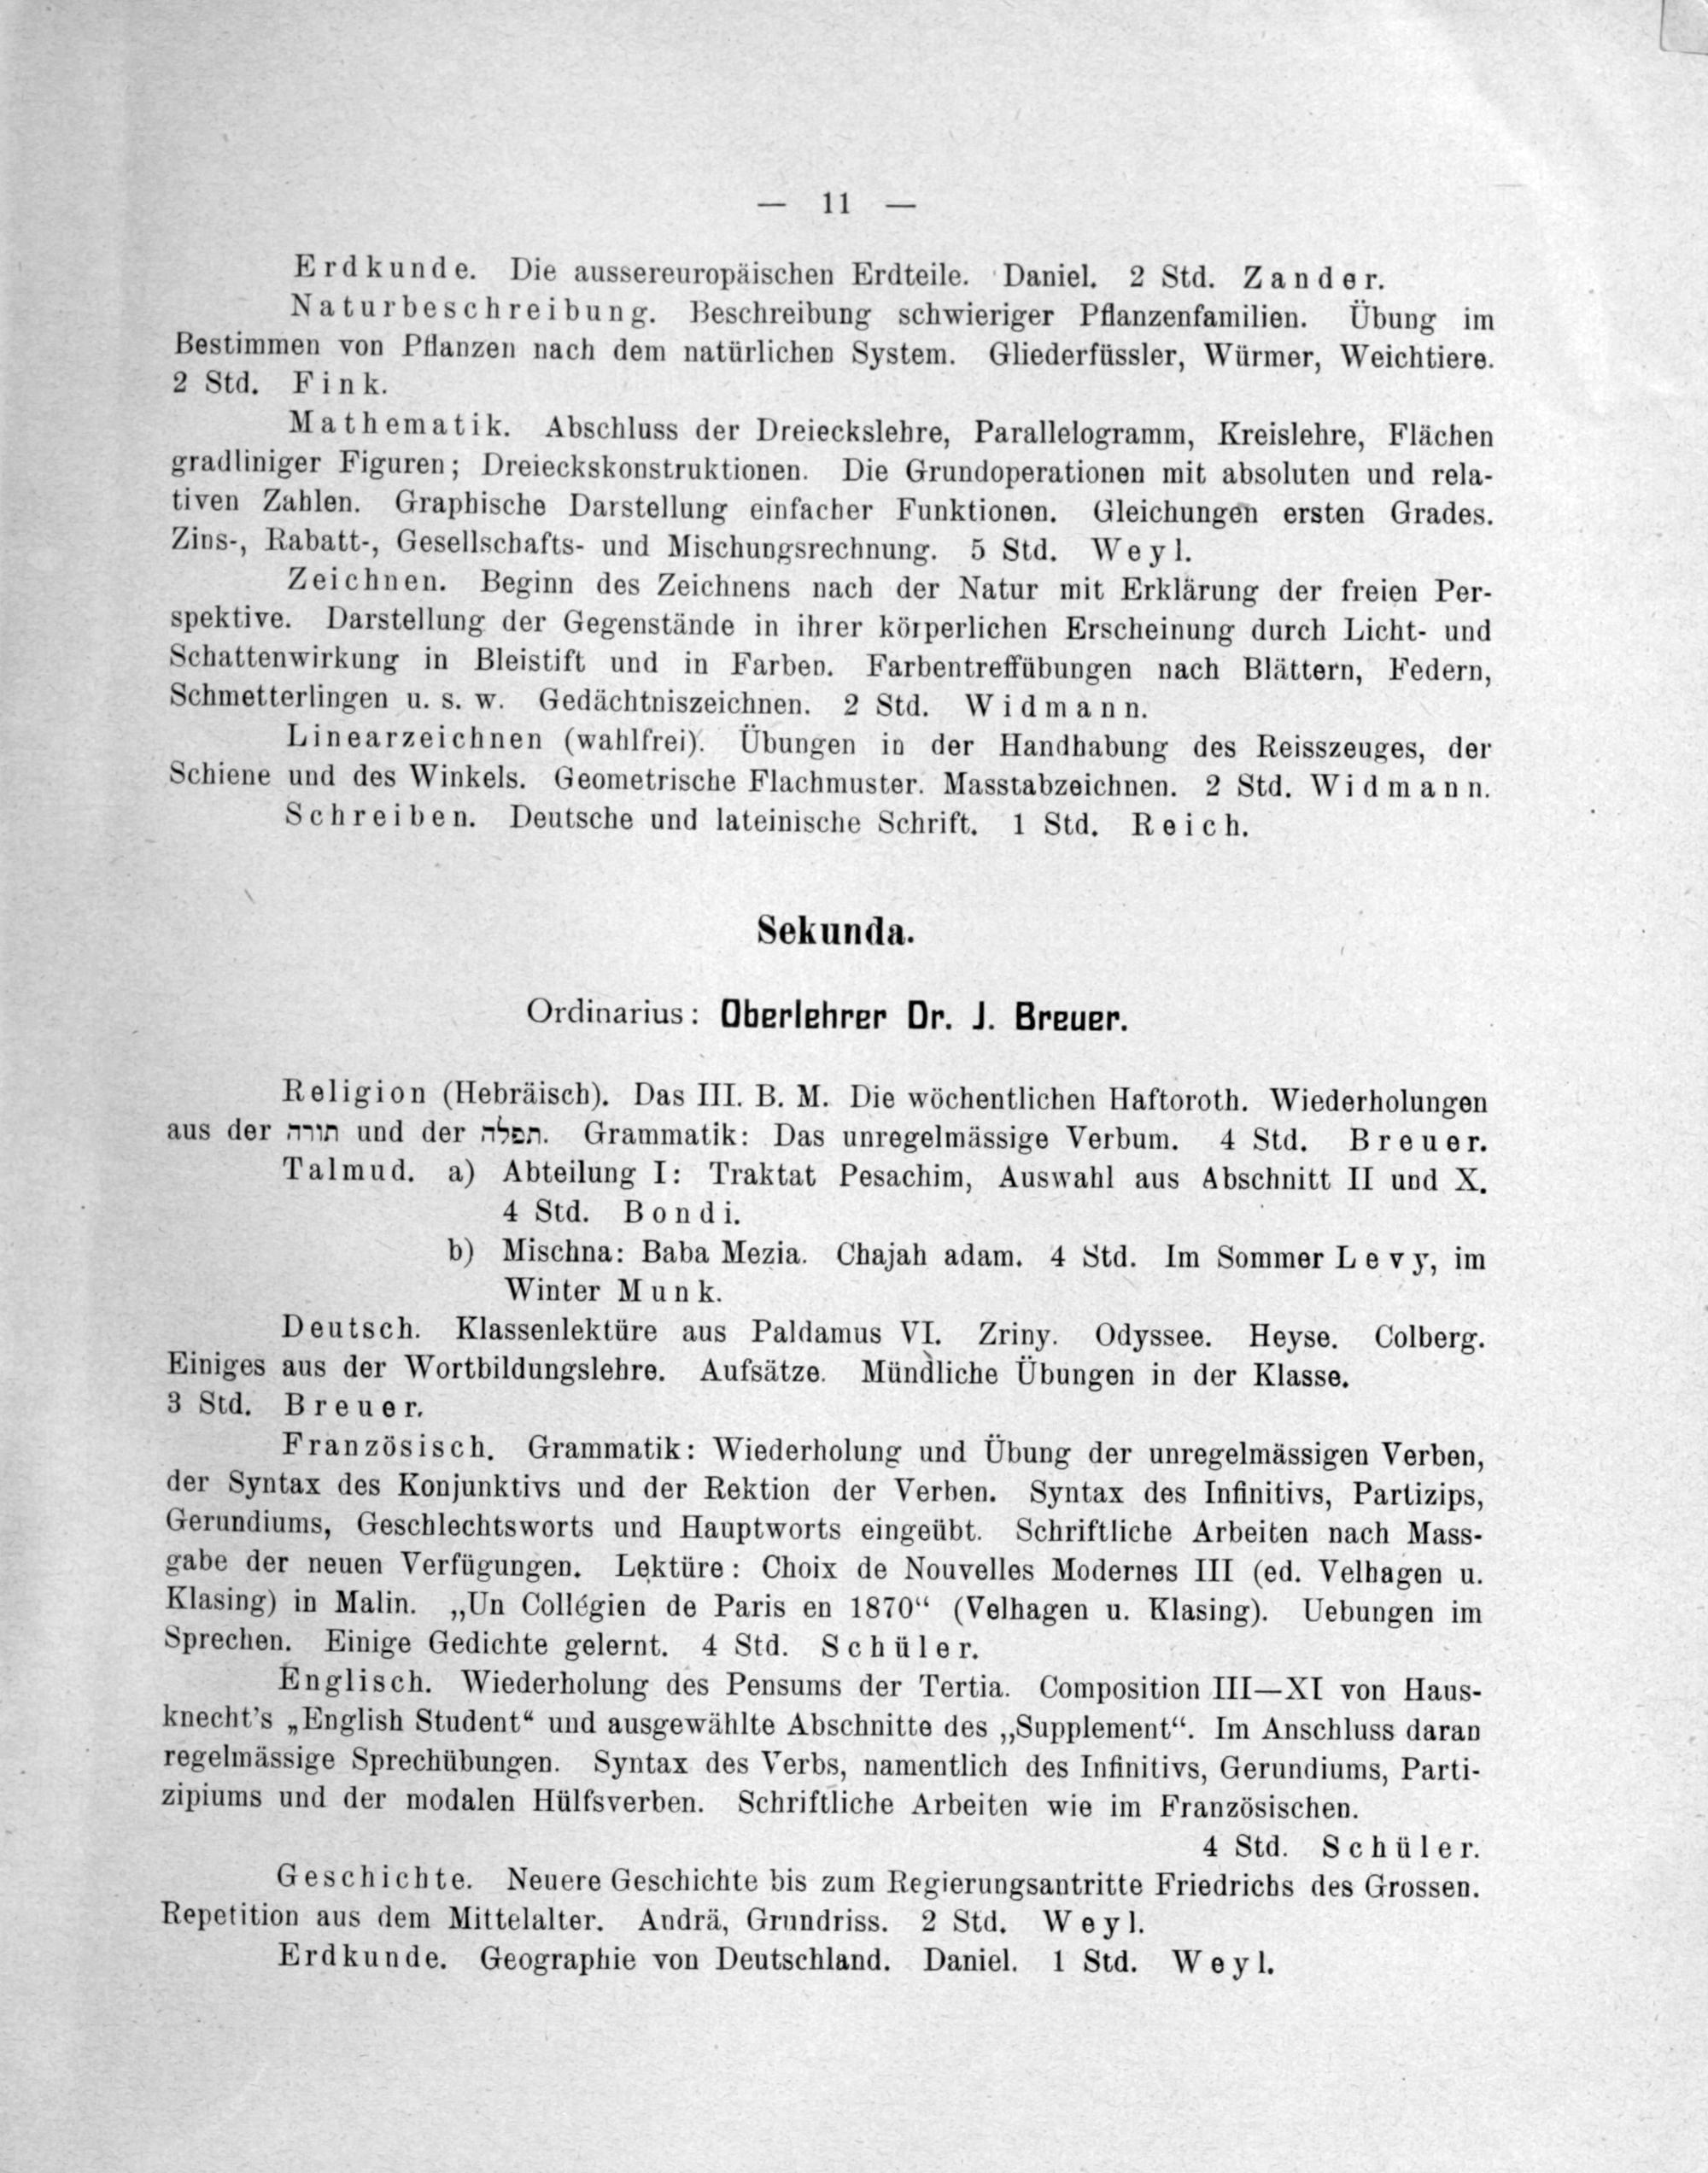 — 11 —
Erdkunde. Die aussereuropäischen Erdteile. Daniel. 2 Std. Zander.
Naturbeschreibung. Beschreibung schwieriger Pflanzenfamilien. Übung im
Bestimmen von Pflanzen nach dem natürlichen System. Gliederfüssler, Würmer, Weichtiere.
2 Std. Fink.
Mathematik. Abschluss der Dreieckslehre, Parallelogramm, Kreislehre, Flächen
gradliniger Figuren; Dreieckskonstruktionen. Die Grundoperationen mit absoluten und rela-
tiven Zahlen. Graphische Darstellung einfacher Funktionen. Gleichungen ersten Grades.
Zins-, Rabatt-, Gesellschafts- und Mischungsrechnung. 5 Std. Weyl.
Zeichnen. Beginn des Zeichnens nach der Natur mit Erklärung der freien Per-
spektive. Darstellung der Gegenstände in ihrer körperlichen Erscheinung durch Licht- und
Schattenwirkung in Bleistift und in Farben. Farbentreffübungen nach Blättern, Federn,
Schmetterlingen u. s. w. Gedächtniszeichnen. 2 Std. Widmann.
Linearzeichnen (wahlfrei). Übungen in der Handhabung des Reisszeuges, der
Schiene und des Winkels. Geometrische Flachmuster. Masstabzeichnen. 2 Std. Widmann.
Schreiben. Deutsche und lateinische Schrift. 1 Std. Reich.
Sekunda.
Ordinarius: Oberlehrer Dr. J. Breuer.
Religion (Hebräisch). Das III. B. M. Die wöchentlichen Haftoroth. Wiederholungen
aus der תורה und der תפלה. Grammatik: Das unregelmässige Verbum. 4 Std. Breuer.
Talmud. a) Abteilung I: Traktat Pesachim, Auswahl aus Abschnitt II und X.
4 Std. Bondi.
b) Mischna: Baba Mezia. Chajah adam. 4 Std. Im Sommer Levy, im
Winter Munk.
Deutsch. Klassenlektüre aus Paldamus VI. Zriny. Odyssee. Heyse. Colberg.
Einiges aus der Wortbildungslehre. Aufsätze. Mündliche Übungen in der Klasse.
3 Std. Breuer.
Französisch. Grammatik: Wiederholung und Übung der unregelmässigen Verben,
der Syntax des Konjunktivs und der Rektion der Verben. Syntax des Infinitivs, Partizips,
Gerundiums, Geschlechtsworts und Hauptworts eingeübt. Schriftliche Arbeiten nach Mass-
gabe der neuen Verfügungen. Lektüre: Choix de Nouvelles Modernes III (ed. Velhagen u.
Klasing) in Malin. „Un Collégien de Paris en 1870“ (Velhagen u. Klasing). Uebungen im
Sprechen. Einige Gedichte gelernt. 4 Std. Schüler.
Englisch. Wiederholung des Pensums der Tertia. Composition III—XI von Haus-
knecht's „English Student“ und ausgewählte Abschnitte des „Supplement“. Im Anschluss daran
regelmässige Sprechübungen. Syntax des Verbs, namentlich des Infinitivs, Gerundiums, Parti-
zipiums und der modalen Hülfsverben. Schriftliche Arbeiten wie im Französischen.
4 Std. Schüler.
Geschichte. Neuere Geschichte bis zum Regierungsantritte Friedrichs des Grossen.
Repetition aus dem Mittelalter. Andrä, Grundriss. 2 Std. Weyl.
Erdkunde. Geographie von Deutschland. Daniel. 1 Std. Weyl.